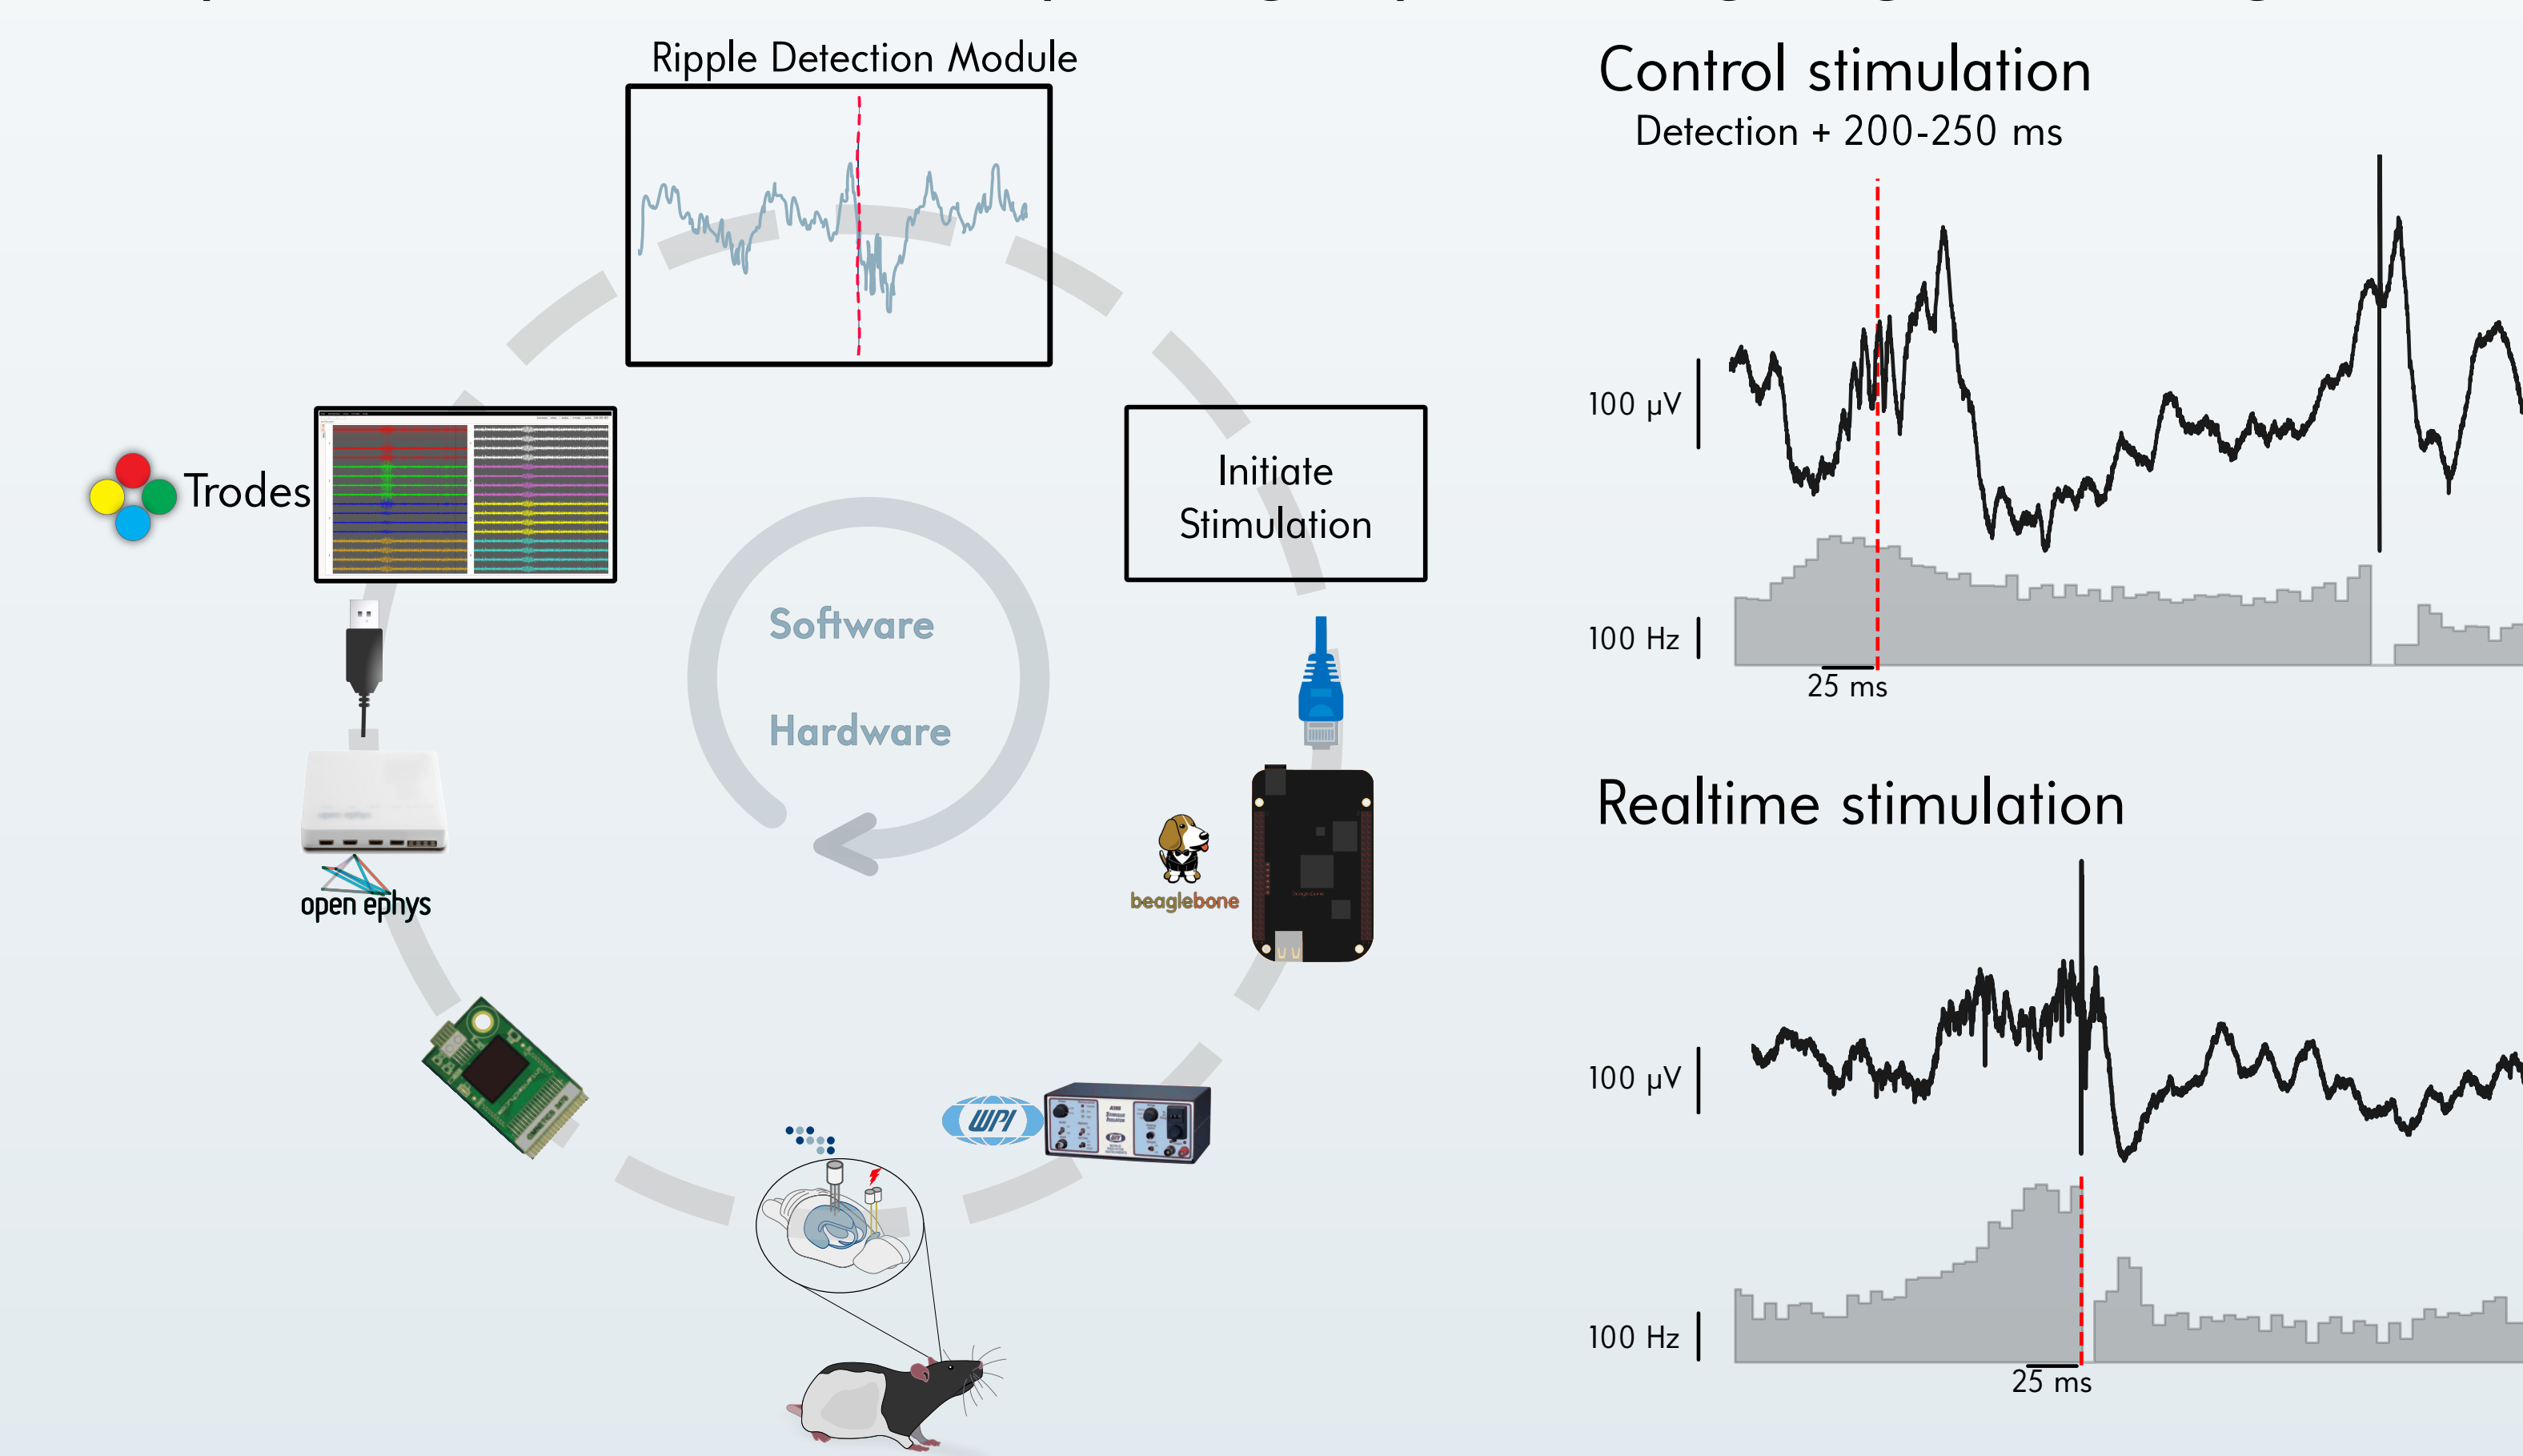 Ripple Detection Module
Trodes
Initiate
Stimulation
Software
Hardware
open ephys
beaglebone
WPI
Control stimulation
Detection + 200-250 ms
100 µV
100 Hz
25 ms
Realtime stimulation
100 µV
100 Hz
25 ms